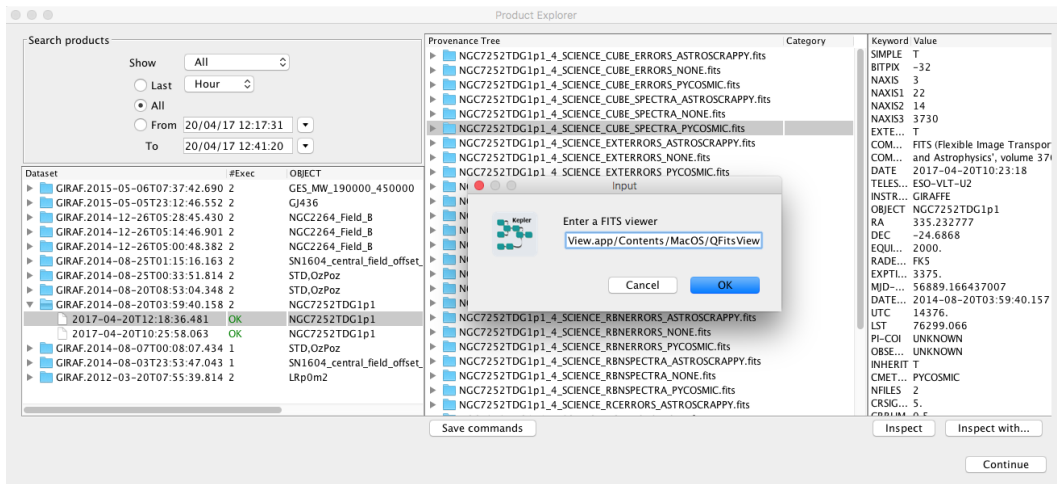 Product Explorer
Search products
Show All
Last Hour
All
From 20/04/17 12:17:31
To 20/04/17 12:41:20
Dataset #Exec OBJECT
GIRAF.2015-05-06T07:37:42.690 2 GES_MW_190000_450000
GIRAF.2015-05-05T23:12:46.552 2 GJ436
GIRAF.2014-12-26T05:28:45.430 2 NGC2264_Field_B
GIRAF.2014-12-26T05:14:46.901 2 NGC2264_Field_B
GIRAF.2014-12-26T05:00:48.382 2 NGC2264_Field_B
GIRAF.2014-08-25T01:15:16.163 2 SN1604_central_field_offset_
GIRAF.2014-08-25T00:33:51.814 2 STD,OzPoz
GIRAF.2014-08-20T08:53:04.348 2 STD,OzPoz
GIRAF.2014-08-20T03:59:40.158 2 NGC7252TDG1p1
2017-04-20T12:18:36.481 OK NGC7252TDG1p1
2017-04-20T10:25:58.063 OK NGC7252TDG1p1
GIRAF.2014-08-07T00:08:07.434 1 STD,OzPoz
GIRAF.2014-08-03T23:53:47.043 1 SN1604_central_field_offset_
GIRAF.2012-03-20T07:55:39.814 2 LRp0m2
Provenance Tree Category
NGC7252TDG1p1_4_SCIENCE_CUBE_ERRORS_ASTROSCRAPPY.fits
NGC7252TDG1p1_4_SCIENCE_CUBE_ERRORS_NONE.fits
NGC7252TDG1p1_4_SCIENCE_CUBE_ERRORS_PYCOSMIC.fits
NGC7252TDG1p1_4_SCIENCE_CUBE_SPECTRA_ASTROSCRAPPY.fits
NGC7252TDG1p1_4_SCIENCE_CUBE_SPECTRA_NONE.fits
NGC7252TDG1p1_4_SCIENCE_CUBE_SPECTRA_PYCOSMIC.fits
NGC7252TDG1p1_4_SCIENCE_EXTERRORS_ASTROSCRAPPY.fits
NGC7252TDG1p1_4_SCIENCE_EXTERRORS_NONE.fits
NGC7252TDG1p1_4_SCIENCE_EXTERRORS_PYCOSMIC.fits
Input
Kepler
Enter a FITS viewer
View.app/Contents/MacOS/QFitsView
Cancel OK
NGC7252TDG1p1_4_SCIENCE_RBNERRORS_ASTROSCRAPPY.fits
NGC7252TDG1p1_4_SCIENCE_RBNERRORS_NONE.fits
NGC7252TDG1p1_4_SCIENCE_RBNERRORS_PYCOSMIC.fits
NGC7252TDG1p1_4_SCIENCE_RBNSPECTRA_ASTROSCRAPPY.fits
NGC7252TDG1p1_4_SCIENCE_RBNSPECTRA_NONE.fits
NGC7252TDG1p1_4_SCIENCE_RBNSPECTRA_PYCOSMIC.fits
NGC7252TDG1p1_4_SCIENCE_RCERRORS_ASTROSCRAPPY.fits
Save commands
Keyword Value
SIMPLE T
BITPIX -32
NAXIS 3
NAXIS1 22
NAXIS2 14
NAXIS3 3730
EXTE... T
COM... FITS (Flexible Image Transpor
COM... and Astrophysics', volume 37
DATE 2017-04-20T10:23:18
TELES... ESO-VLT-U2
INSTR... GIRAFFE
OBJECT NGC7252TDG1p1
RA 335.232777
DEC -24.6868
EQUI... 2000.
RADE... FK5
EXPTI... 3375.
MJD-... 56889.166437007
DATE... 2014-08-20T03:59:40.157
UTC 14376.
LST 76299.066
PI-COI UNKNOWN
OBSE... UNKNOWN
INHERIT T
CMET... PYCOSMIC
NFILES 2
CRSIG... 5.
Inspect Inspect with...
Continue